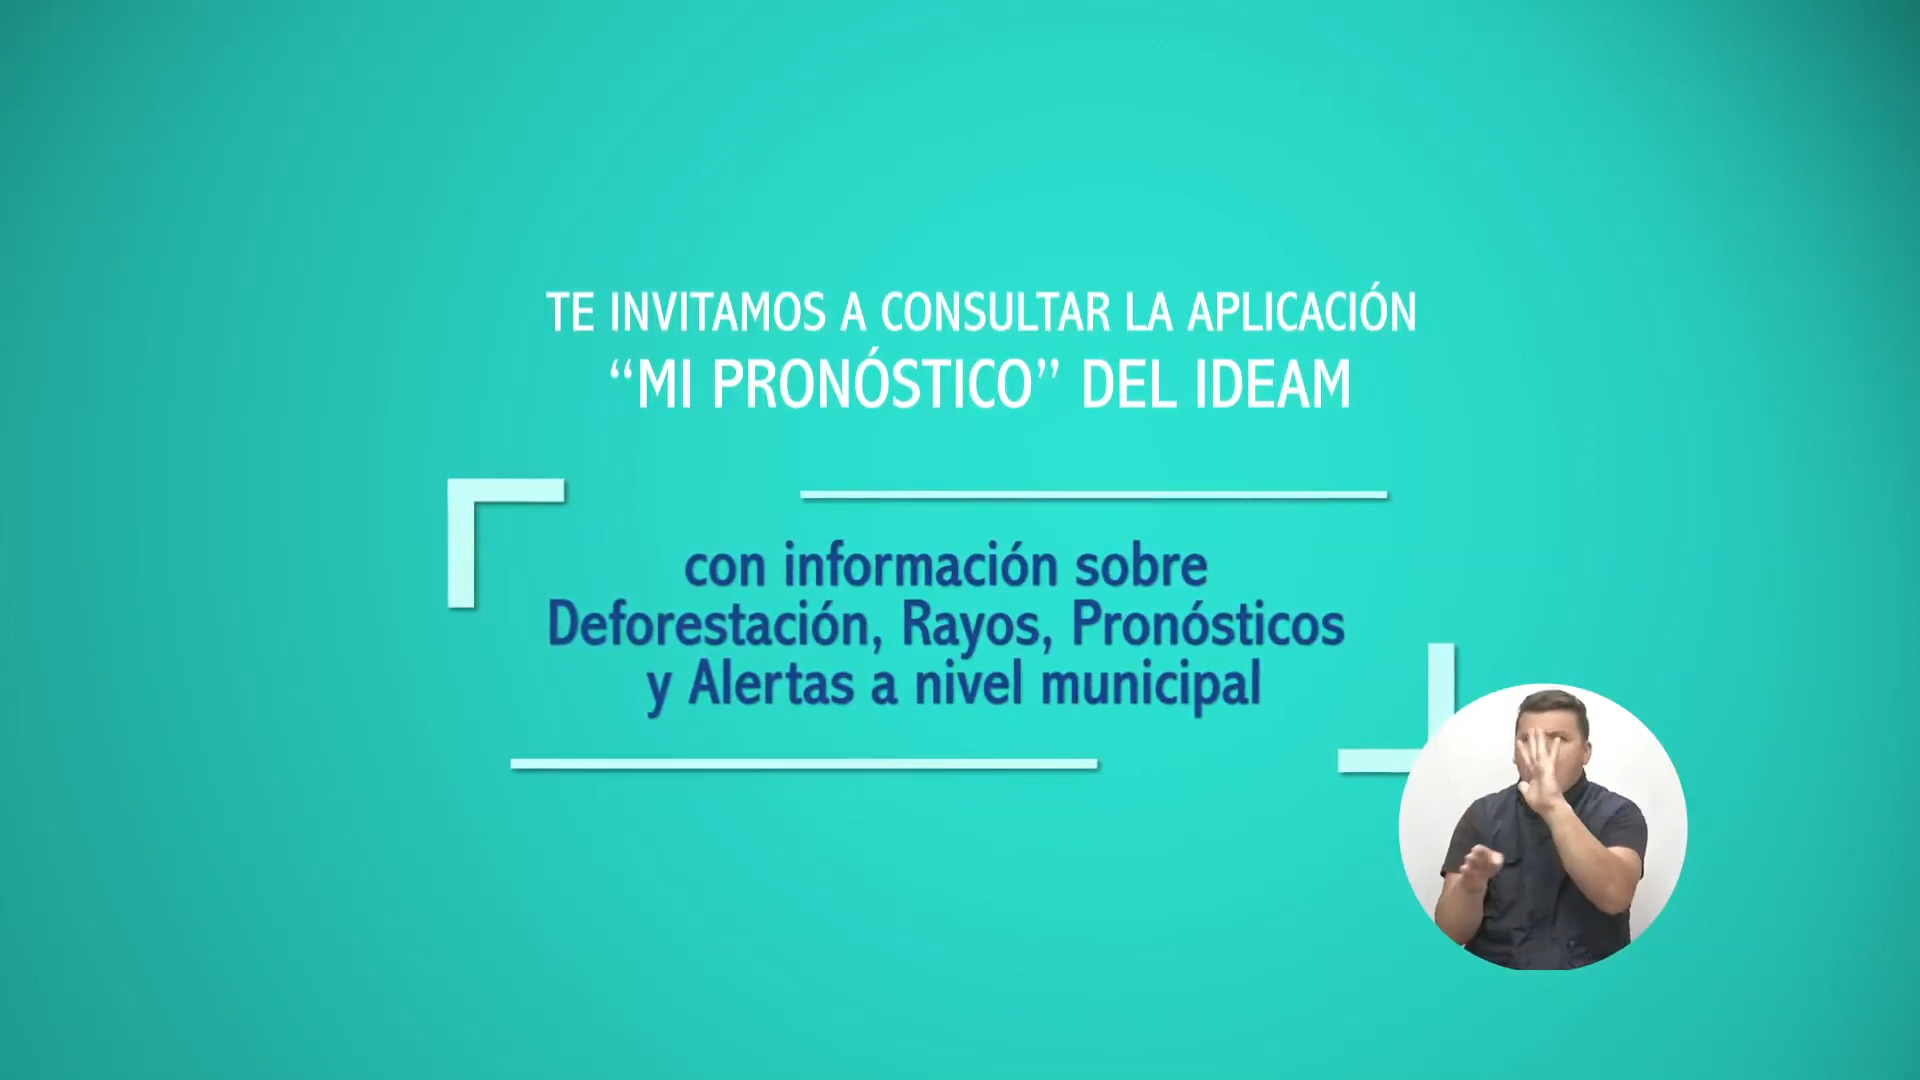 TE INVITAMOS A CONSULTAR LA APLICACIÓN
“MI PRONÓSTICO” DEL IDEAM
con información sobre
Deforestación, Rayos, Pronósticos
y Alertas a nivel municipal